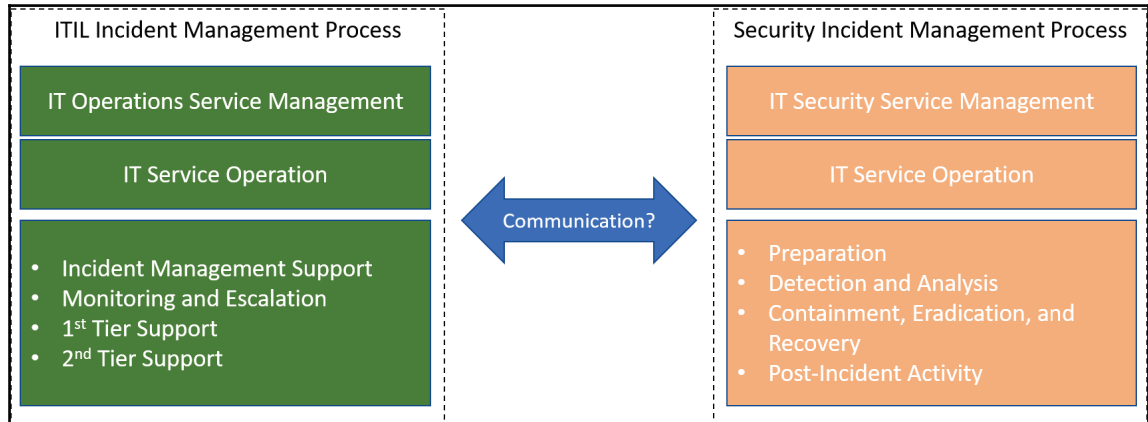 ITIL Incident Management Process
IT Operations Service Management
IT Service Operation
• Incident Management Support
• Monitoring and Escalation
• 1st Tier Support
• 2nd Tier Support
Communication?
Security Incident Management Process
IT Security Service Management
IT Service Operation
• Preparation
• Detection and Analysis
• Containment, Eradication, and
Recovery
• Post-Incident Activity